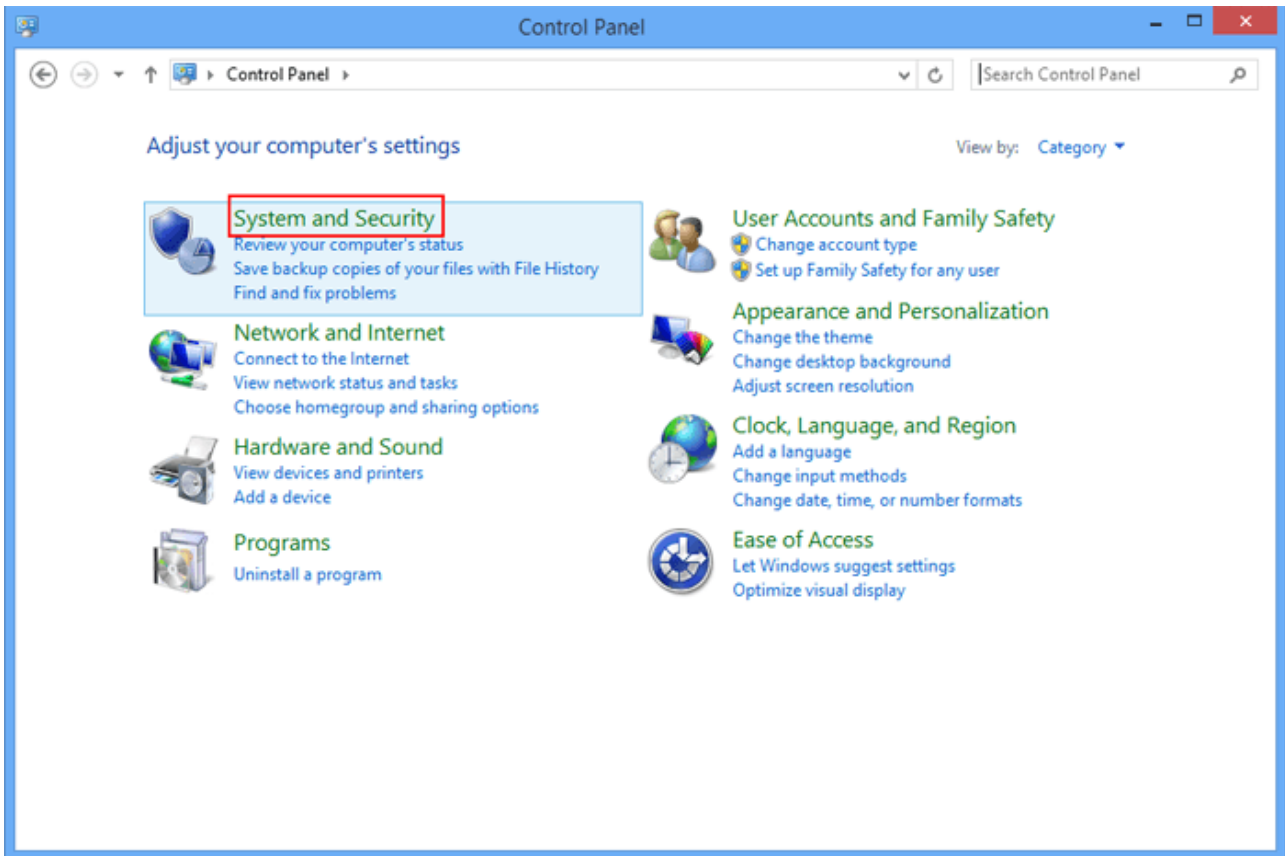 Control Panel
Control Panel
Search Control Panel
Adjust your computer's settings
View by: Category
System and Security
Review your computer's status
Save backup copies of your files with File History
Find and fix problems
Network and Internet
Connect to the Internet
View network status and tasks
Choose homegroup and sharing options
Hardware and Sound
View devices and printers
Add a device
Programs
Uninstall a program
User Accounts and Family Safety
Change account type
Set up Family Safety for any user
Appearance and Personalization
Change the theme
Change desktop background
Adjust screen resolution
Clock, Language, and Region
Add a language
Change input methods
Change date, time, or number formats
Ease of Access
Let Windows suggest settings
Optimize visual display